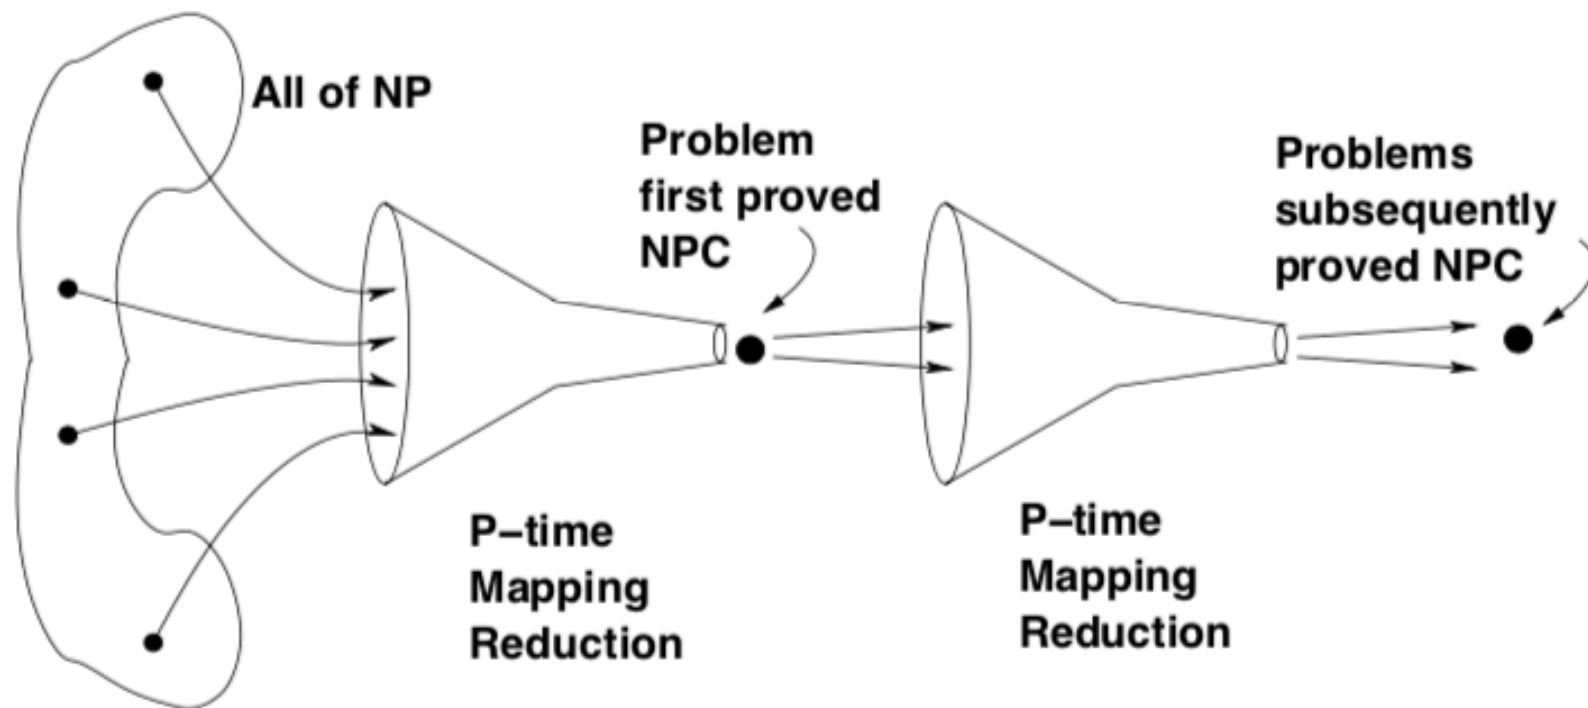 All of NP
Problem
first proved
NPC
Problems
subsequently
proved NPC
P–time
Mapping
Reduction
P–time
Mapping
Reduction